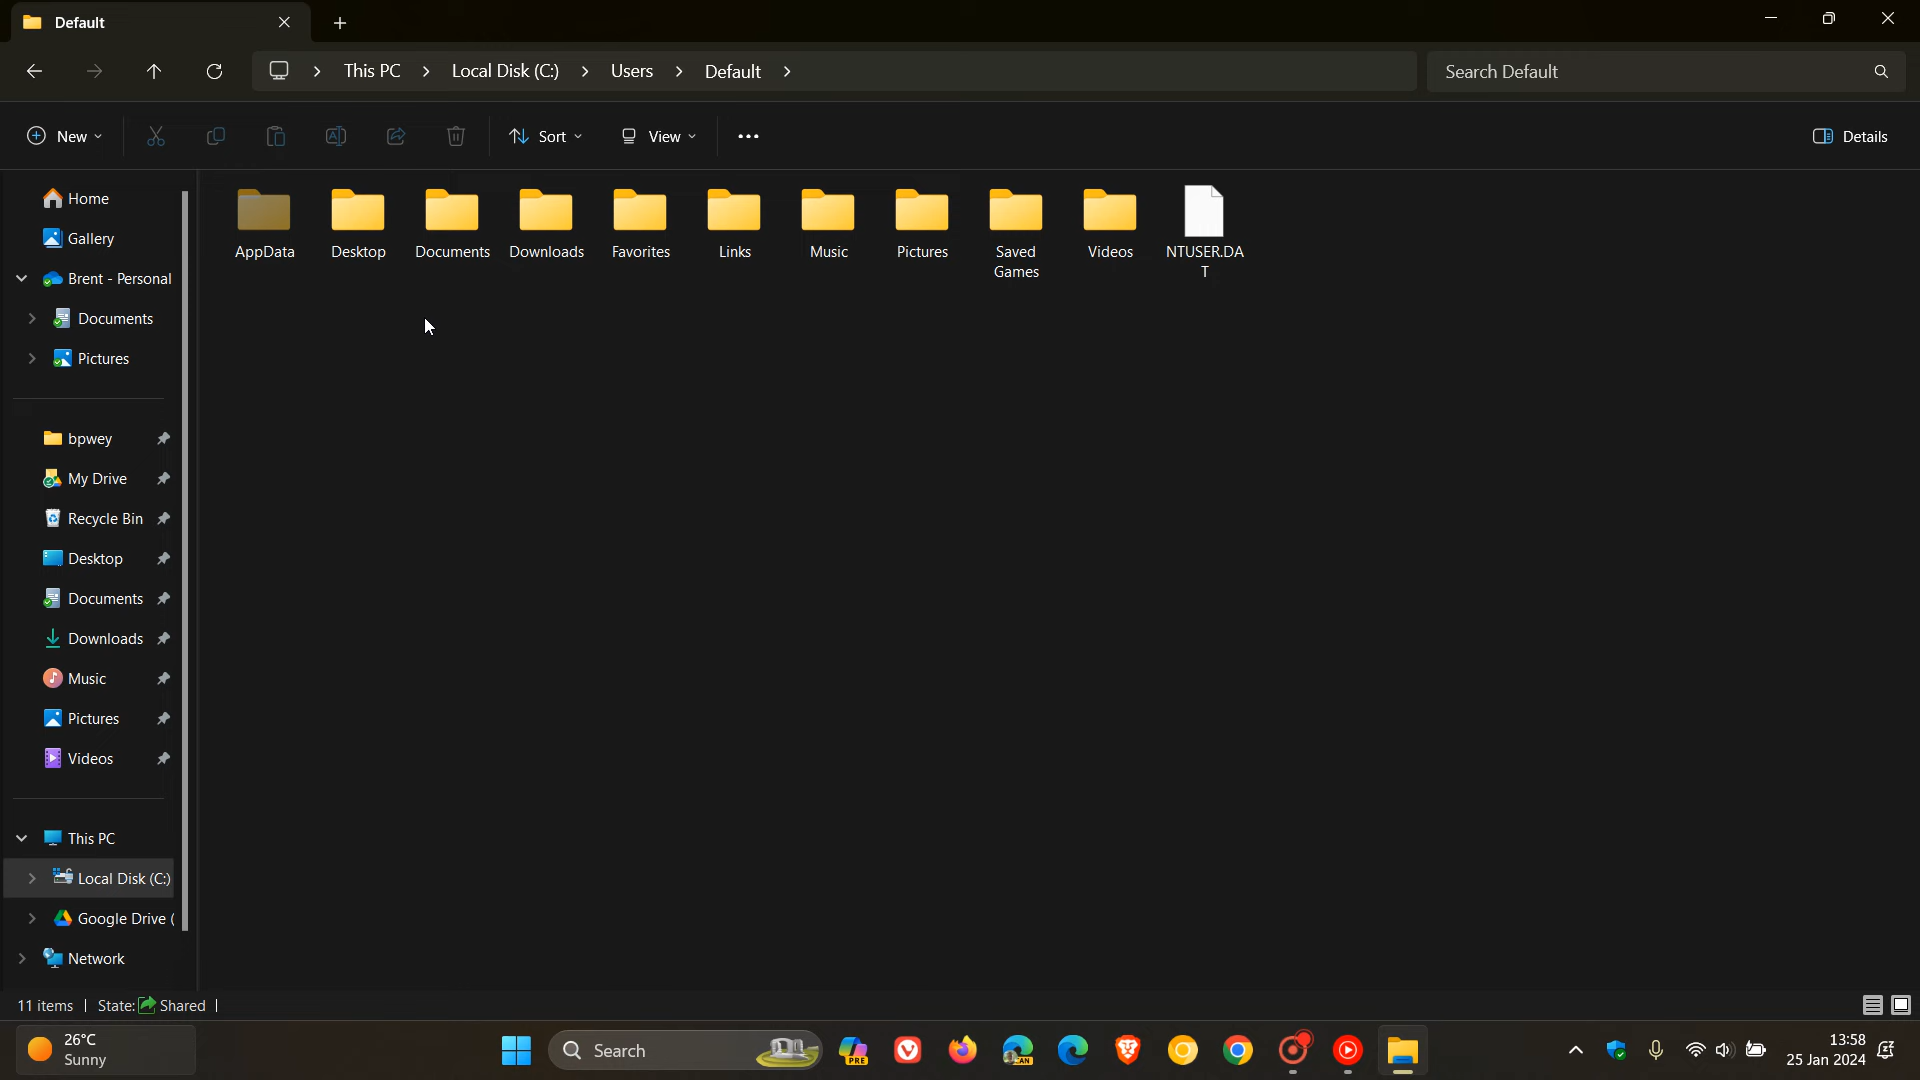 Default
This PC
Local Disk (C:)
Users
Default
Search Default
New
Sort
View
Details
Home
Gallery
Brent - Personal
Documents
Pictures
bpwey
My Drive
Recycle Bin
Desktop
Documents
Downloads
Music
Pictures
Videos
This PC
Local Disk (C:)
Google Drive (
Network
AppData
Desktop
Documents
Downloads
Favorites
Links
Music
Pictures
Saved
Games
Videos
NTUSER.DA
T
11 items
State: Shared
26°C
Sunny
Search
PRE
CAN
13:58
25 Jan 2024